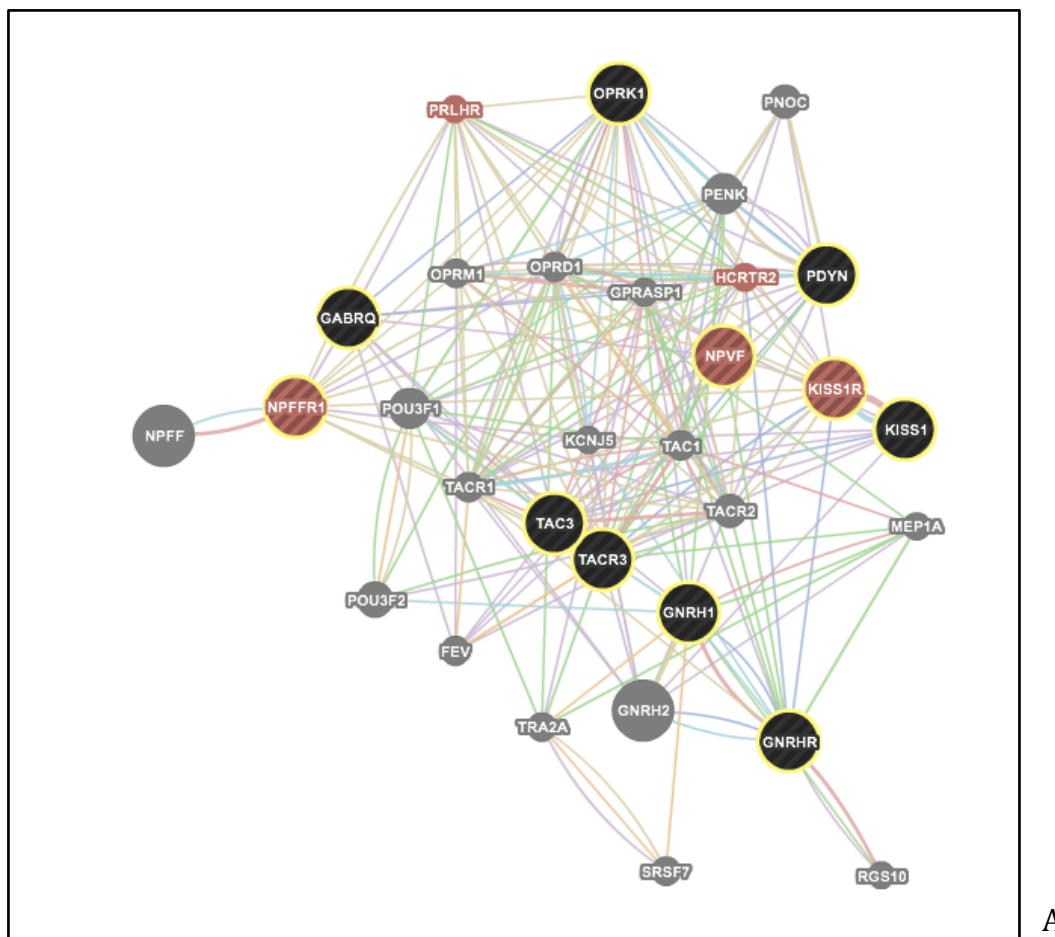 OPRK1
PRLHR
PNOC
PENK
OPRM1
OPRD1
HCRTR2
PDYN
GPRASP1
GABRQ
NPVF
KISS1R
NPFFR1
POU3F1
NPFF
KCNJ5
TAC1
KISS1
TACR1
TAC3
TACR2
MEP1A
TACR3
POU3F2
GNRH1
FEV
GNRH2
TRA2A
GNRHR
SRSF7
RGS10
A